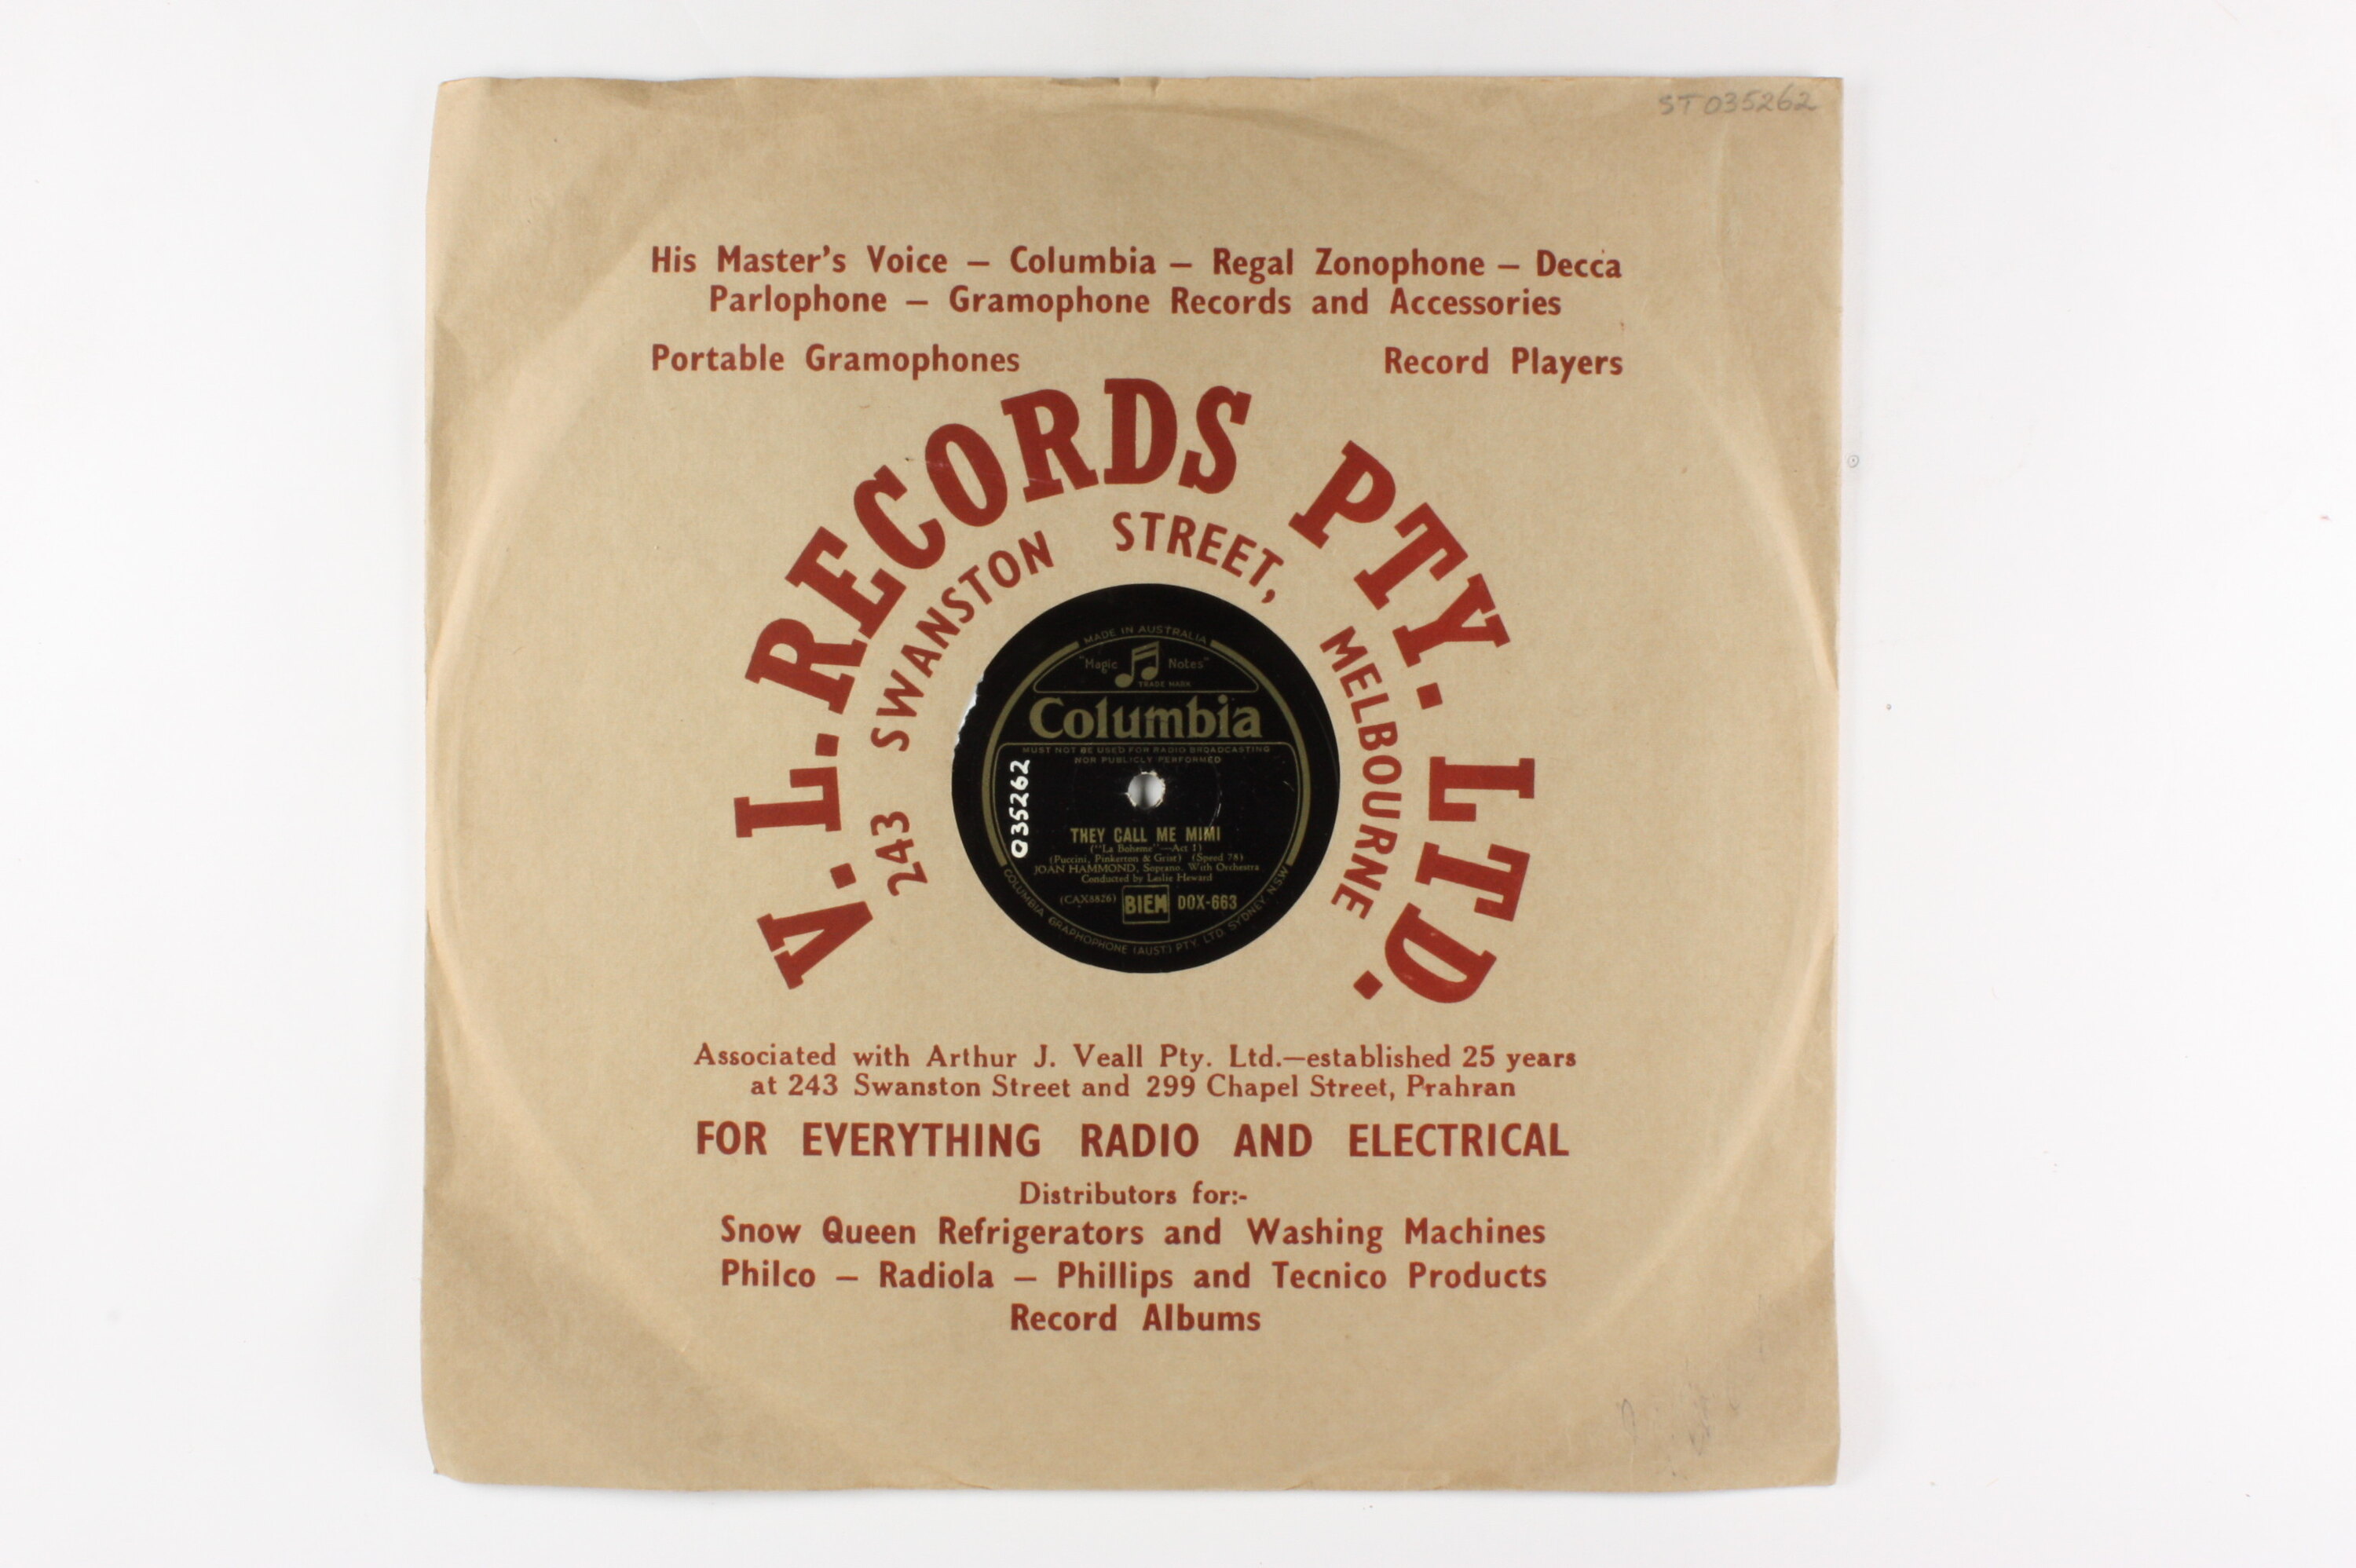 ST 035262
His Master's Voice – Columbia – Regal Zonophone – Decca
Parlophone – Gramophone Records and Accessories
Portable Gramophones Record Players
V. L. RECORDS PTY. LTD.
243 SWANSTON STREET, MELBOURNE
MADE IN AUSTRALIA
"Magic Notes"
TRADE MARK
Columbia
MUST NOT BE USED FOR RADIO BROADCASTING
NOR PUBLICLY PERFORMED
035262
THEY CALL ME MIMI
("La Boheme"—Act 1)
(Puccini, Pinkerton & Grist) (Speed 78)
JOAN HAMMOND, Soprano, With Orchestra
Conducted by Leslie Heward
(CAX8826) BIEM DOX-663
COLUMBIA GRAPHOPHONE (AUST.) PTY. LTD. SYDNEY N.S.W.
Associated with Arthur J. Veall Pty. Ltd.—established 25 years
at 243 Swanston Street and 299 Chapel Street, Prahran
FOR EVERYTHING RADIO AND ELECTRICAL
Distributors for:-
Snow Queen Refrigerators and Washing Machines
Philco – Radiola – Phillips and Tecnico Products
Record Albums